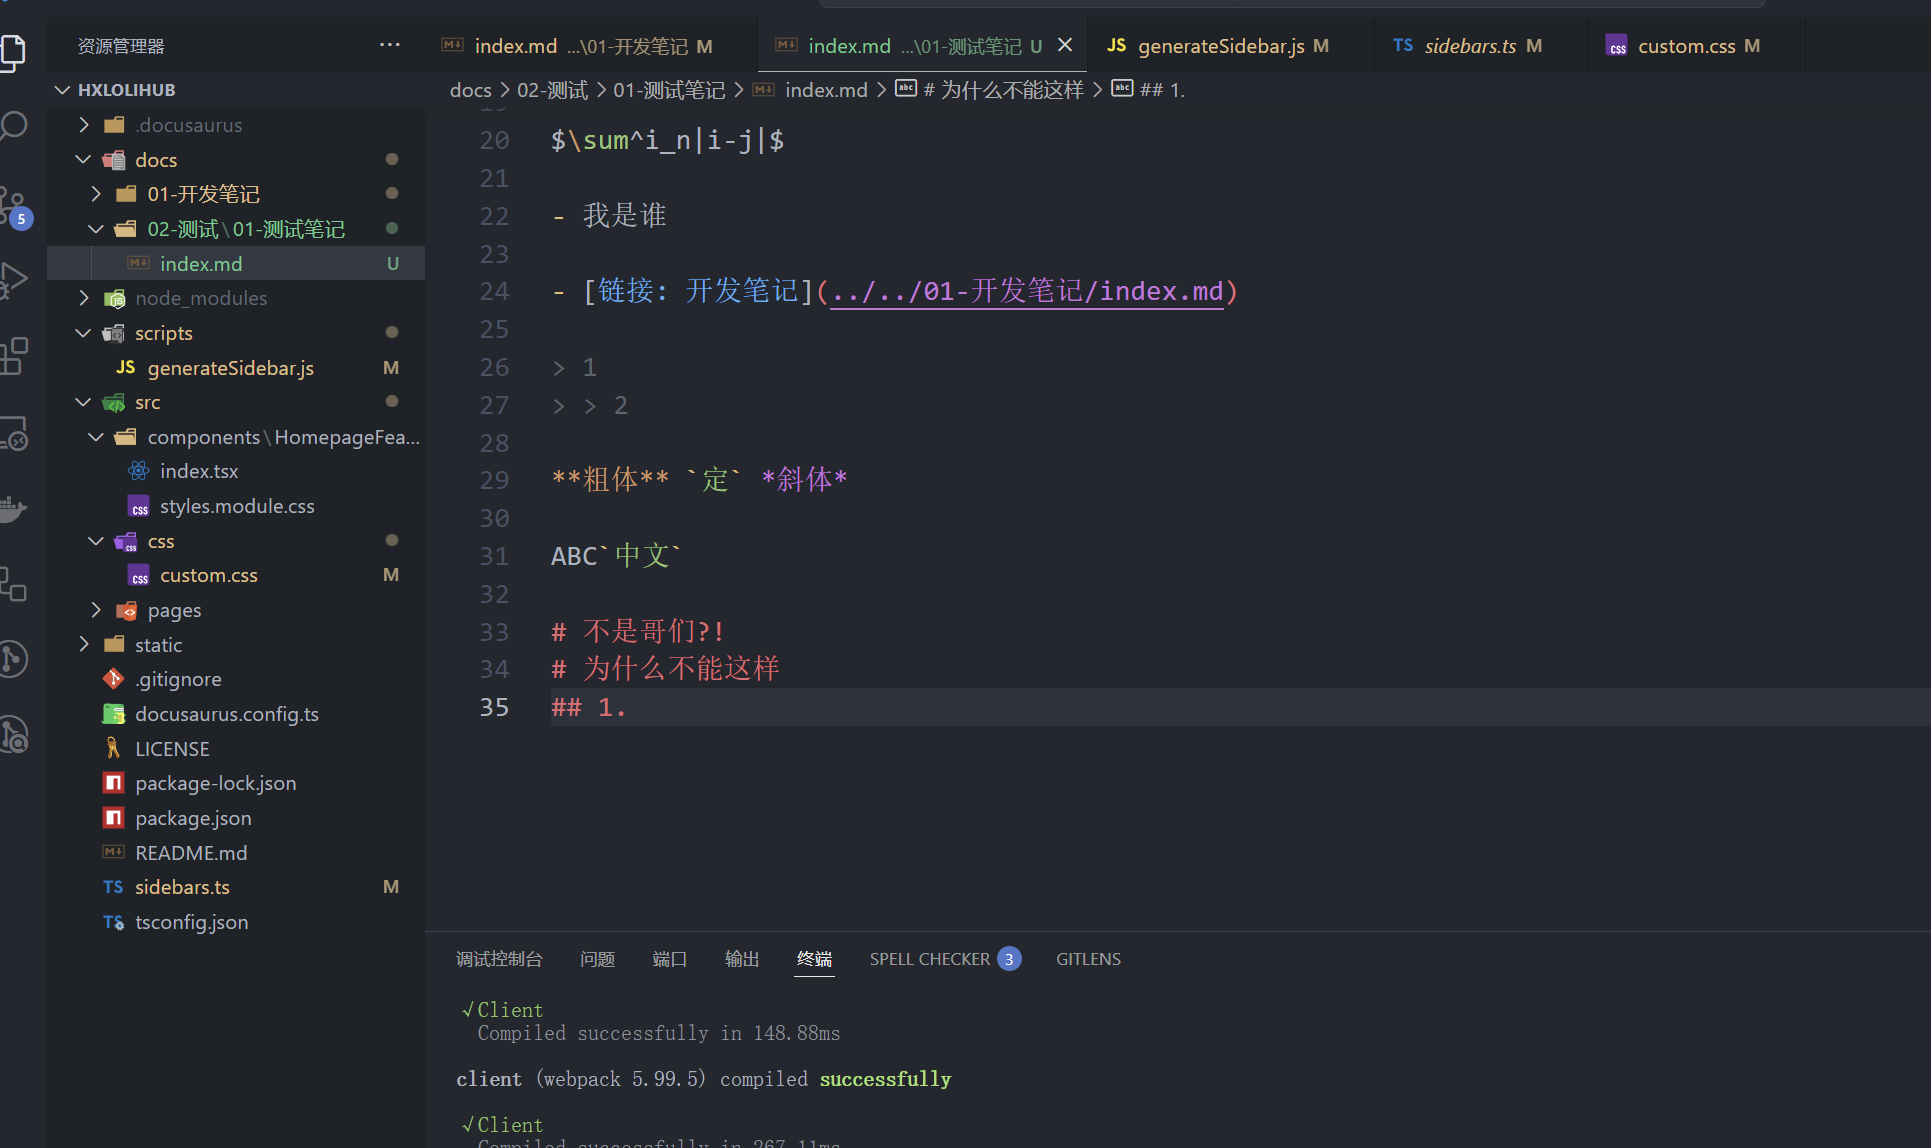 资源管理器 ···
index.md ...\01-开发笔记 M
index.md ...\01-测试笔记 U
JS generateSidebar.js M
TS sidebars.ts M
css custom.css M
HXLOLIHUB
docs > 02-测试 > 01-测试笔记 > index.md > # 为什么不能这样 > ## 1.
.docusaurus
docs
01-开发笔记
02-测试\01-测试笔记
index.md U
node_modules
scripts
JS generateSidebar.js M
src
components\HomepageFea...
index.tsx
styles.module.css
css
custom.css M
pages
static
.gitignore
docusaurus.config.ts
LICENSE
package-lock.json
package.json
README.md
TS sidebars.ts M
TS tsconfig.json
5
20 $\sum^i_n|i-j|$
21
22 - 我是谁
23
24 - [链接: 开发笔记](../../01-开发笔记/index.md)
25
26 > 1
27 > > 2
28
29 **粗体** `定` *斜体*
30
31 ABC`中文`
32
33 # 不是哥们?!
34 # 为什么不能这样
35 ## 1.
调试控制台 问题 端口 输出 终端 SPELL CHECKER 3 GITLENS
√Client
Compiled successfully in 148.88ms
client (webpack 5.99.5) compiled successfully
√Client
Compiled successfully in 267.11ms